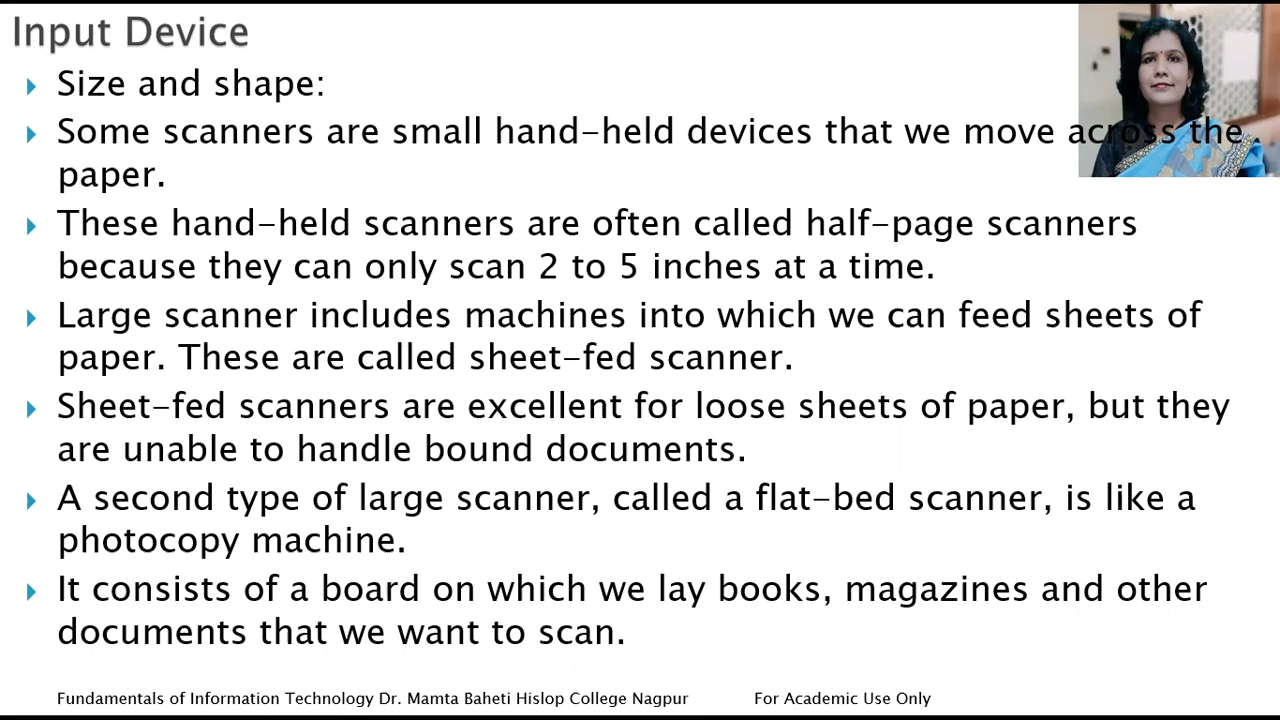 Input Device
Size and shape:
Some scanners are small hand-held devices that we move across the
paper.
These hand-held scanners are often called half-page scanners
because they can only scan 2 to 5 inches at a time.
Large scanner includes machines into which we can feed sheets of
paper. These are called sheet-fed scanner.
Sheet-fed scanners are excellent for loose sheets of paper, but they
are unable to handle bound documents.
A second type of large scanner, called a flat-bed scanner, is like a
photocopy machine.
It consists of a board on which we lay books, magazines and other
documents that we want to scan.
Fundamentals of Information Technology Dr. Mamta Baheti Hislop College Nagpur For Academic Use Only